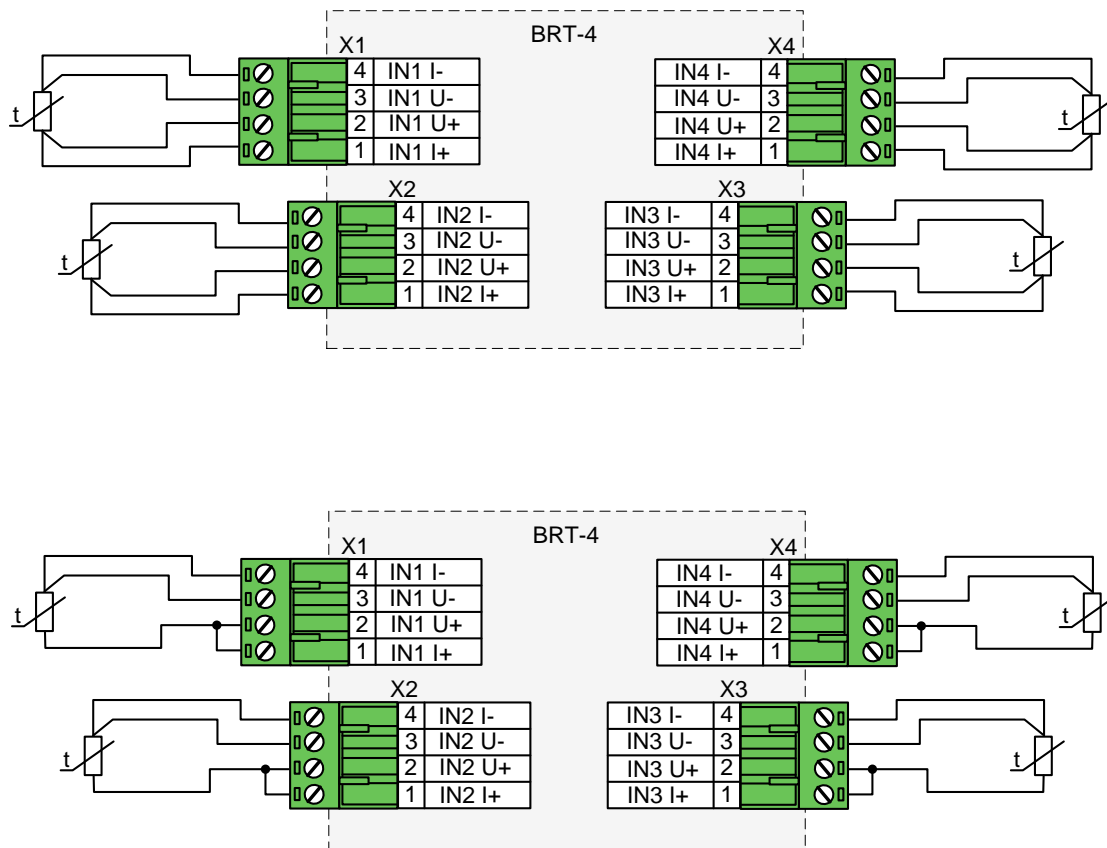 BRT-4
X1
X4
t
4 IN1 I-
3 IN1 U-
2 IN1 U+
1 IN1 I+
IN4 I- 4
IN4 U- 3
IN4 U+ 2
IN4 I+ 1
t
X2
X3
t
4 IN2 I-
3 IN2 U-
2 IN2 U+
1 IN2 I+
IN3 I- 4
IN3 U- 3
IN3 U+ 2
IN3 I+ 1
t
BRT-4
X1
X4
t
4 IN1 I-
3 IN1 U-
2 IN1 U+
1 IN1 I+
IN4 I- 4
IN4 U- 3
IN4 U+ 2
IN4 I+ 1
t
X2
X3
t
4 IN2 I-
3 IN2 U-
2 IN2 U+
1 IN2 I+
IN3 I- 4
IN3 U- 3
IN3 U+ 2
IN3 I+ 1
t